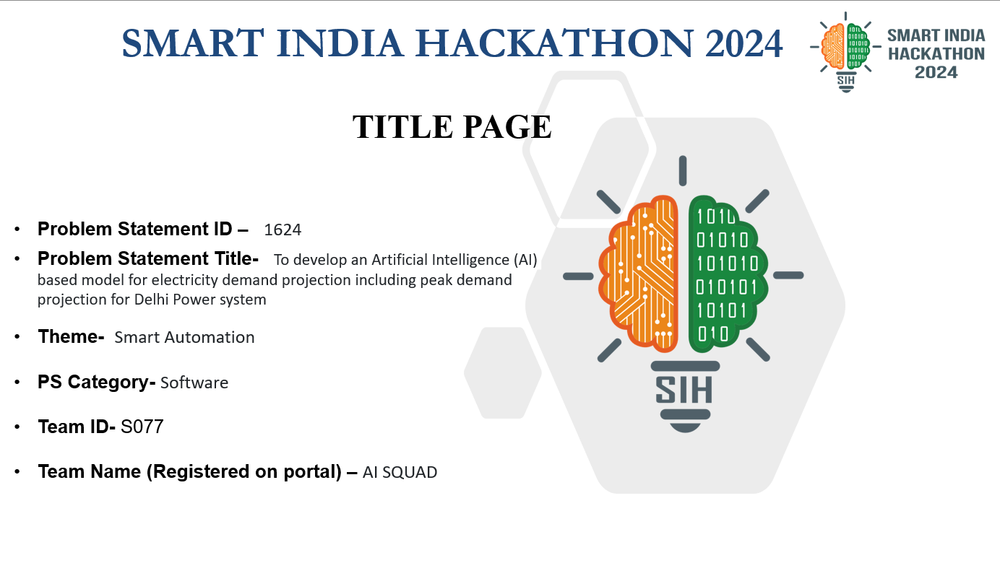 SMART INDIA HACKATHON 2024
SMART INDIA
HACKATHON
2024
SIH
TITLE PAGE
• Problem Statement ID – 1624
• Problem Statement Title- To develop an Artificial Intelligence (AI)
based model for electricity demand projection including peak demand
projection for Delhi Power system
• Theme- Smart Automation
• PS Category- Software
• Team ID- S077
• Team Name (Registered on portal) – AI SQUAD
1010
01010
101010
010101
10101
010
SIH